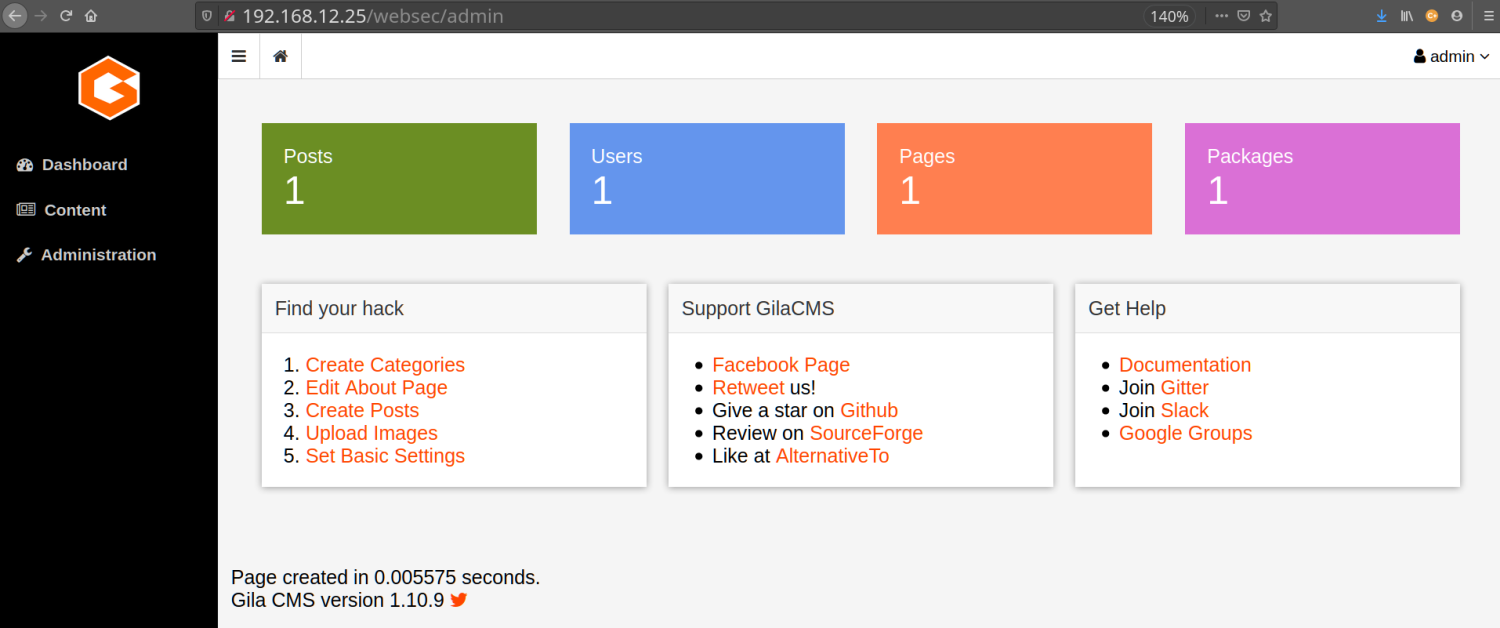 192.168.12.25/websec/admin
140%
admin
Dashboard
Content
Administration
Posts
1
Users
1
Pages
1
Packages
1
Find your hack
1. Create Categories
2. Edit About Page
3. Create Posts
4. Upload Images
5. Set Basic Settings
Support GilaCMS
Facebook Page
Retweet us!
Give a star on Github
Review on SourceForge
Like at AlternativeTo
Get Help
Documentation
Join Gitter
Join Slack
Google Groups
Page created in 0.005575 seconds.
Gila CMS version 1.10.9